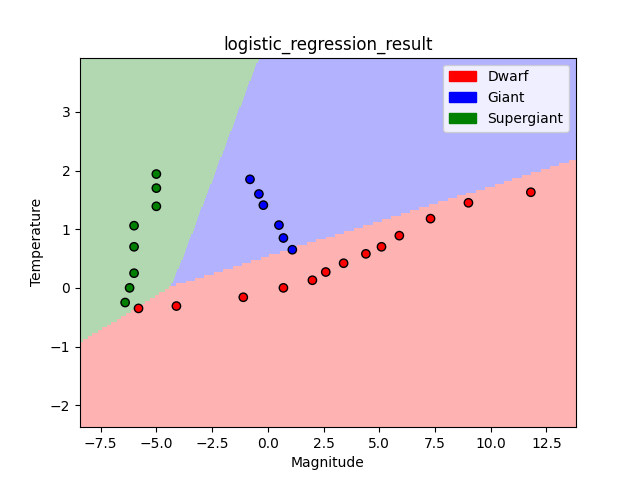 logistic_regression_result
Dwarf
Giant
Supergiant
Temperature
3
2
1
0
−1
−2
−7.5 −5.0 −2.5 0.0 2.5 5.0 7.5 10.0 12.5
Magnitude